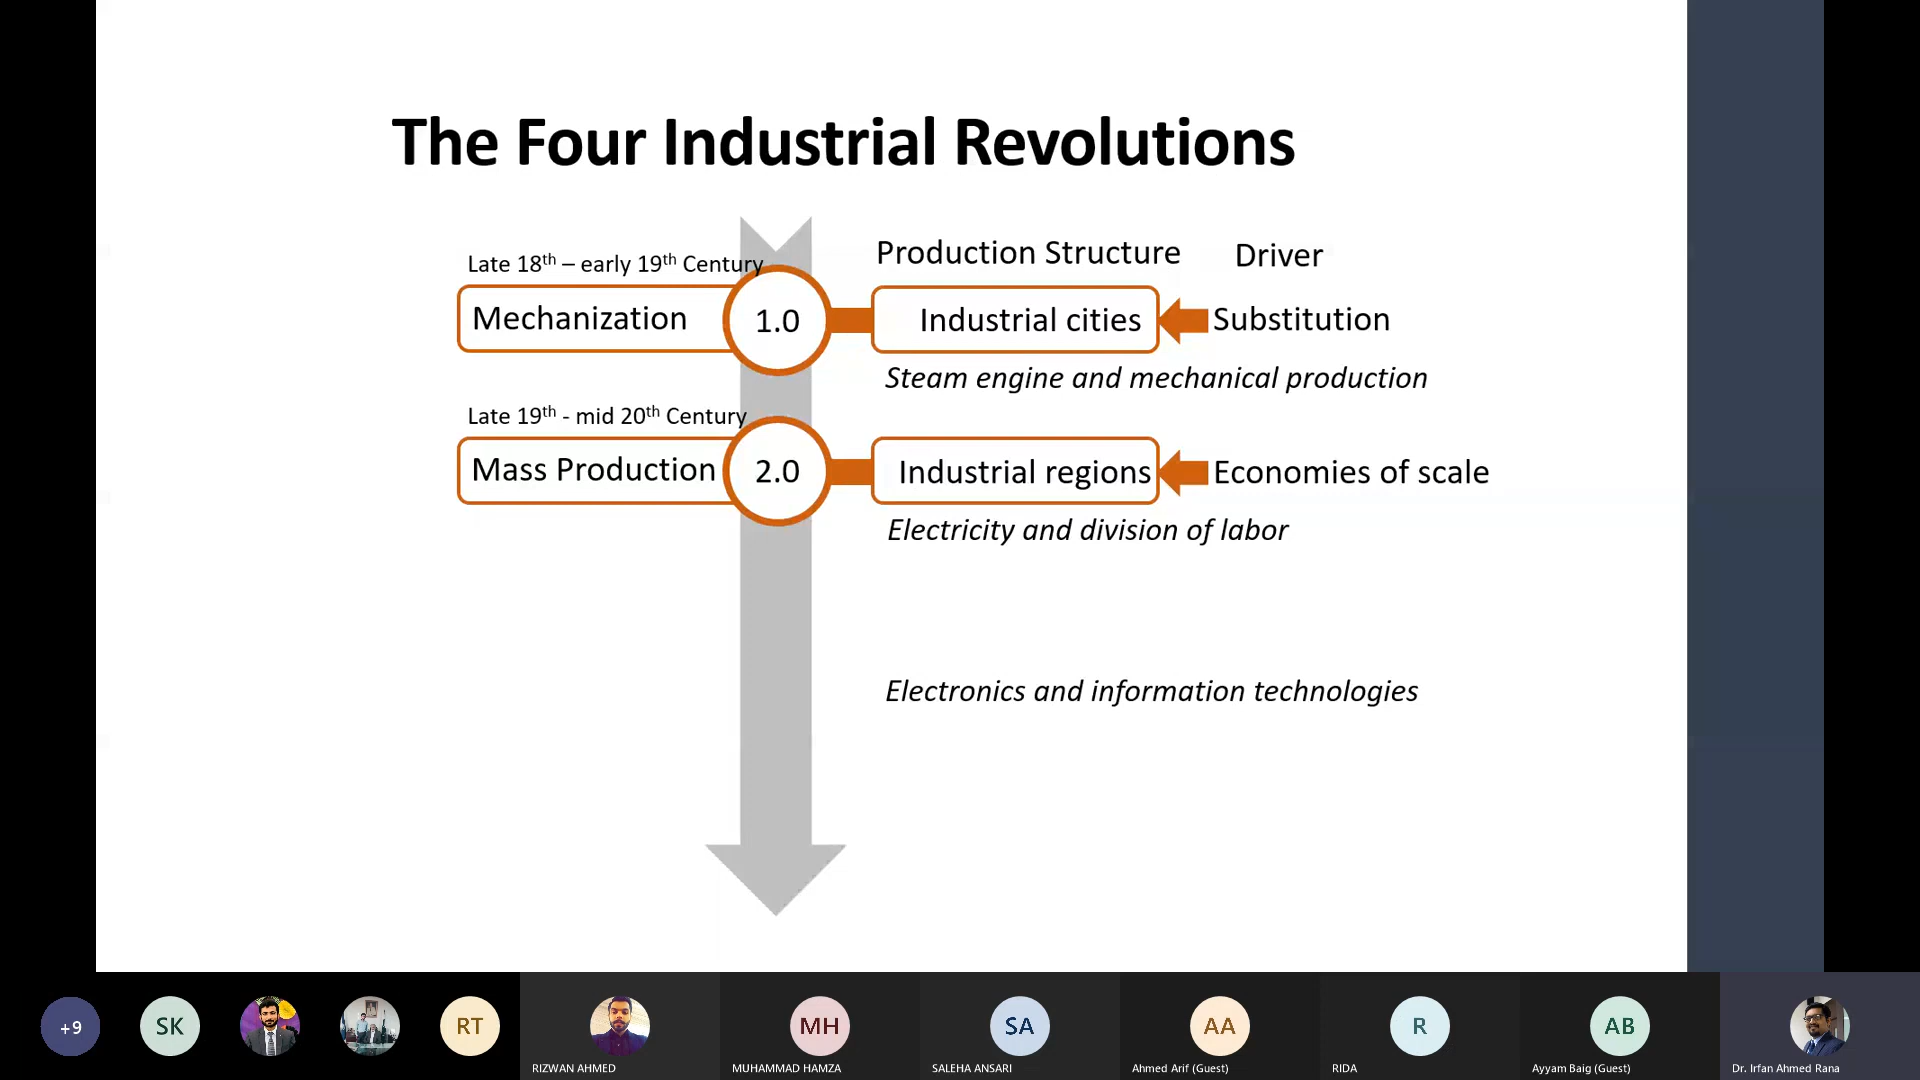 The Four Industrial Revolutions
Production Structure Driver
Late 18th – early 19th Century
Mechanization 1.0 Industrial cities Substitution
Steam engine and mechanical production
Late 19th - mid 20th Century
Mass Production 2.0 Industrial regions Economies of scale
Electricity and division of labor
Electronics and information technologies
+9 SK RT MH SA AA R AB
RIZWAN AHMED MUHAMMAD HAMZA SALEHA ANSARI Ahmed Arif (Guest) RIDA Ayyam Baig (Guest) Dr. Irfan Ahmed Rana